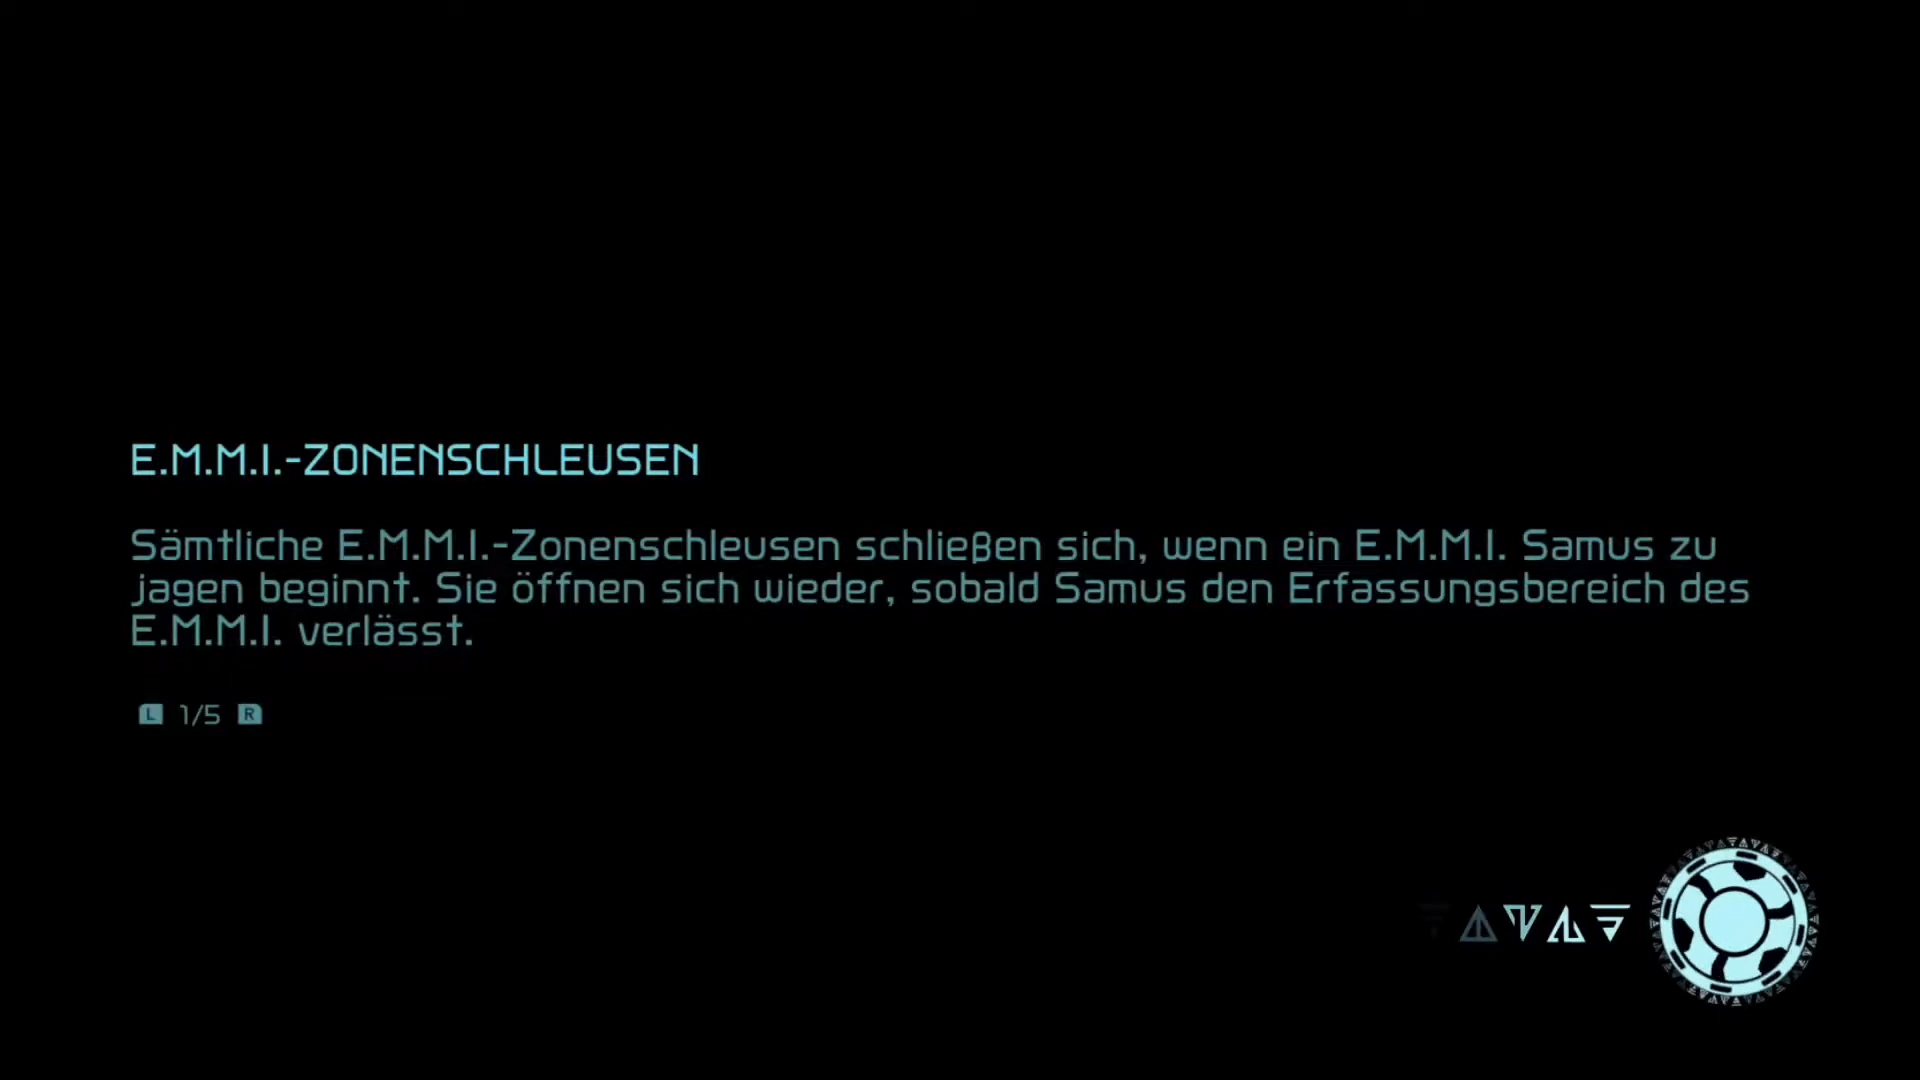 E.M.M.I.-ZONENSCHLEUSEN
Sämtliche E.M.M.I.-Zonenschleusen schließen sich, wenn ein E.M.M.I. Samus zu
jagen beginnt. Sie öffnen sich wieder, sobald Samus den Erfassungsbereich des
E.M.M.I. verlässt.
L 1/5 R